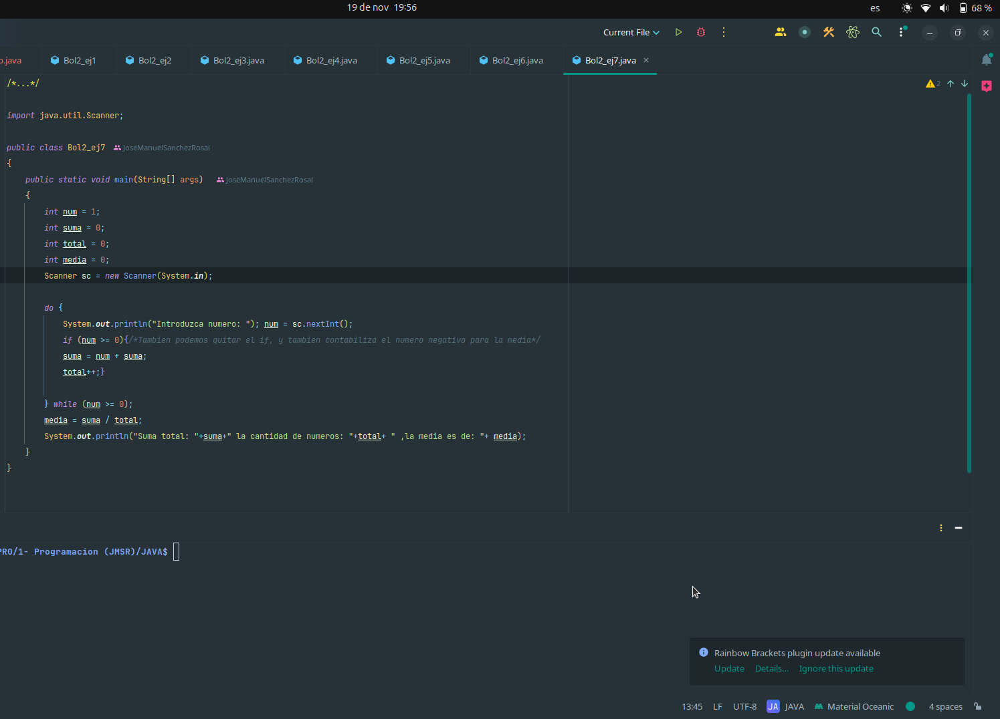 19 de nov 19:56
es
68 %
Current File
o.java
Bol2_ej1
Bol2_ej2
Bol2_ej3.java
Bol2_ej4.java
Bol2_ej5.java
Bol2_ej6.java
Bol2_ej7.java
/*...*/
2
import java.util.Scanner;
public class Bol2_ej7 JoseManuelSanchezRosal
{
public static void main(String[] args) JoseManuelSanchezRosal
{
int num = 1;
int suma = 0;
int total = 0;
int media = 0;
Scanner sc = new Scanner(System.in);
do {
System.out.println("Introduzca numero: "); num = sc.nextInt();
if (num >= 0){/*Tambien podemos quitar el if, y tambien contabiliza el numero negativo para la media*/
suma = num + suma;
total++;}
} while (num >= 0);
media = suma / total;
System.out.println("Suma total: "+suma+" la cantidad de numeros: "+total+ " ,la media es de: "+ media);
}
}
PRO/1- Programacion (JMSR)/JAVA$
Rainbow Brackets plugin update available
Update Details... Ignore this update
13:45 LF UTF-8 JA JAVA Material Oceanic 4 spaces